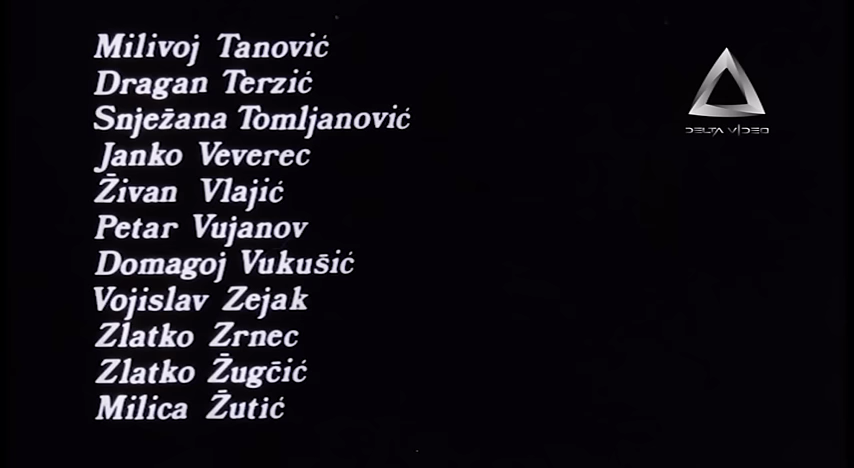 Milivoj Tanović
Dragan Terzić
Snježana Tomljanović
Janko Veverec
Živan Vlajić
Petar Vujanov
Domagoj Vukušić
Vojislav Zejak
Zlatko Zrnec
Zlatko Žugčić
Milica Žutić
DELTA VIDEO